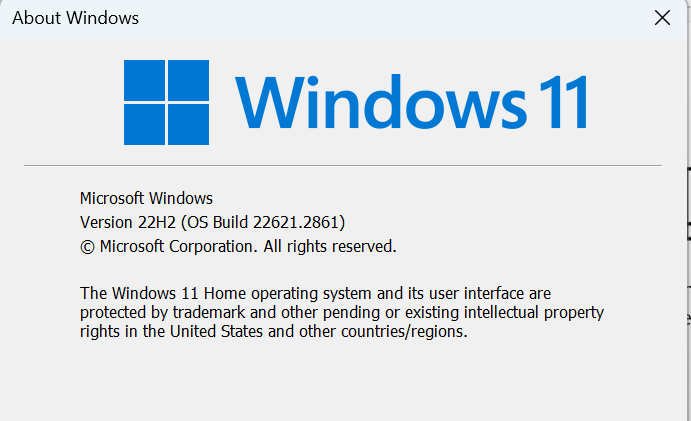 About Windows
Windows 11
Microsoft Windows
Version 22H2 (OS Build 22621.2861)
© Microsoft Corporation. All rights reserved.
The Windows 11 Home operating system and its user interface are
protected by trademark and other pending or existing intellectual property
rights in the United States and other countries/regions.